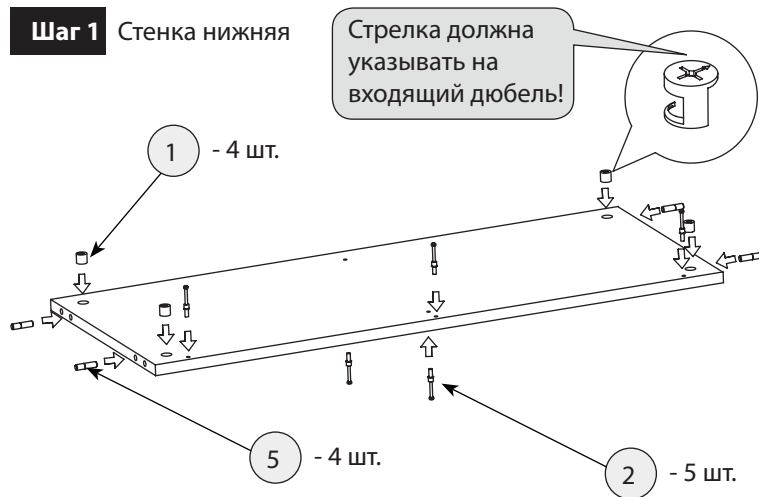 Шаг 1 Стенка нижняя
Стрелка должна
указывать на
входящий дюбель!
1 - 4 шт.
5 - 4 шт.
2 - 5 шт.